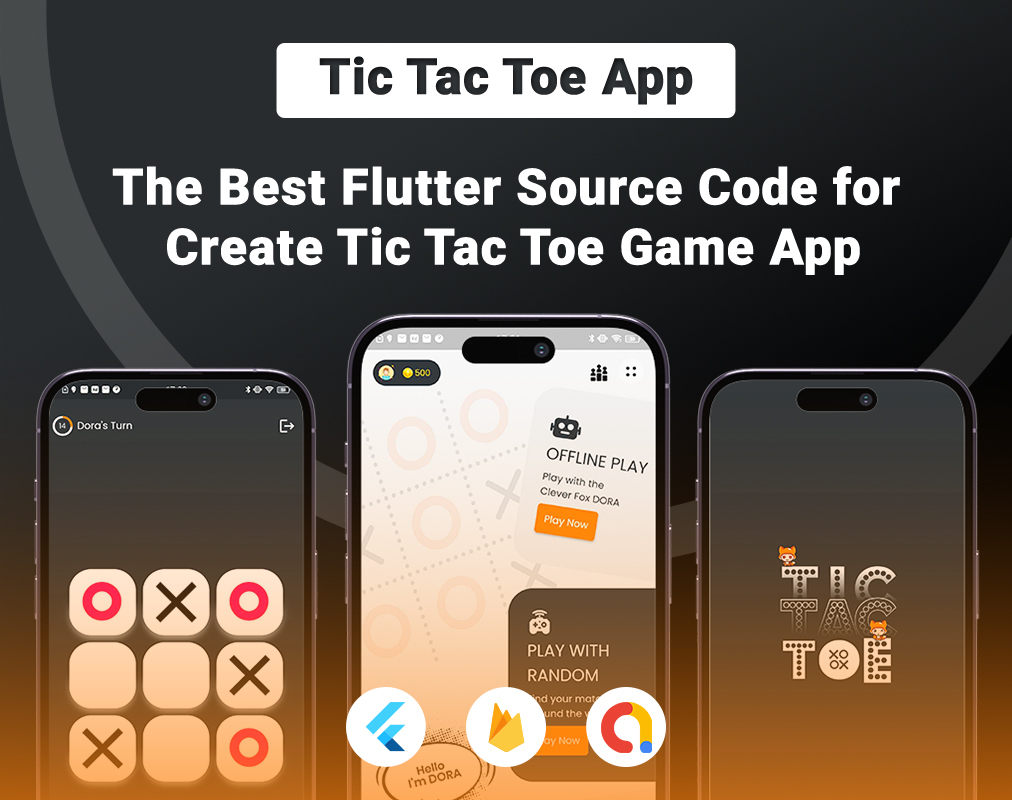 Tic Tac Toe App
The Best Flutter Source Code for
Create Tic Tac Toe Game App
14 Dora's Turn
500
OFFLINE PLAY
Play with the
Clever Fox DORA
Play Now
PLAY WITH
RANDOM
Hello
I'm DORA
TIC
TAC
TOE
XO
OX